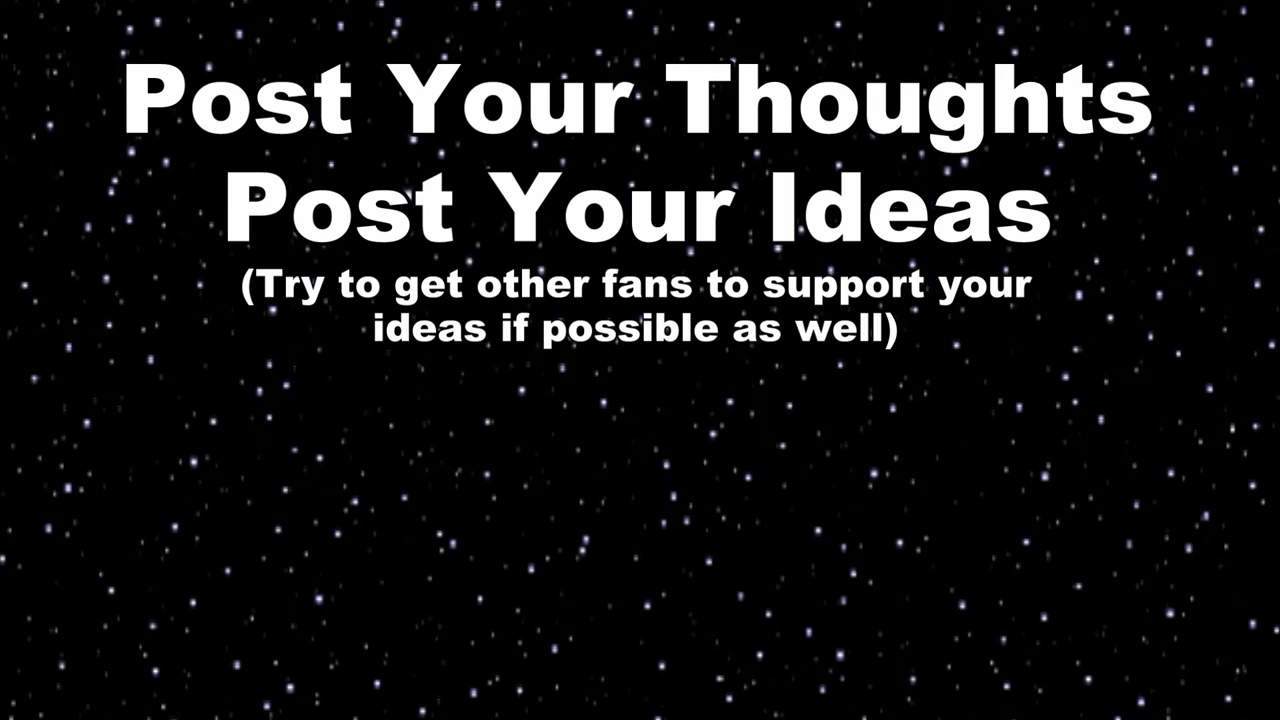 Post Your Thoughts
Post Your Ideas
(Try to get other fans to support your
ideas if possible as well)